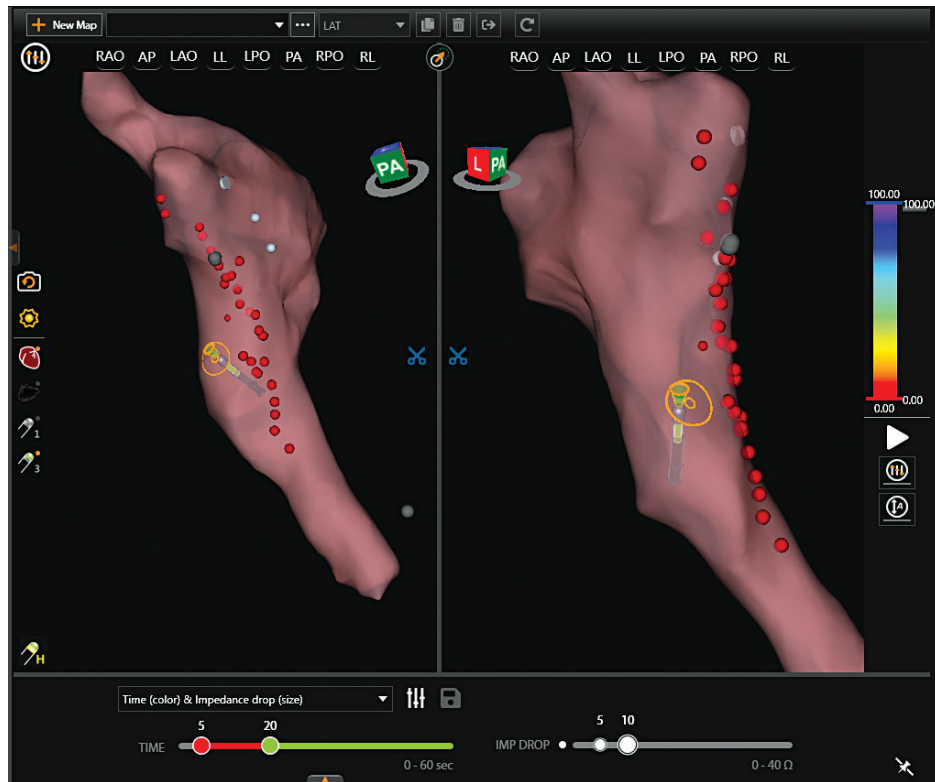 New Map ... LAT
RAO AP LAO LL LPO PA RPO RL
RAO AP LAO LL LPO PA RPO RL
PA
L PA
100.00
100.00
0.00
0.00
1
3
A
H
Time (color) & Impedance drop (size)
5 20
TIME
0 - 60 sec
5 10
IMP DROP
0 - 40 Ω